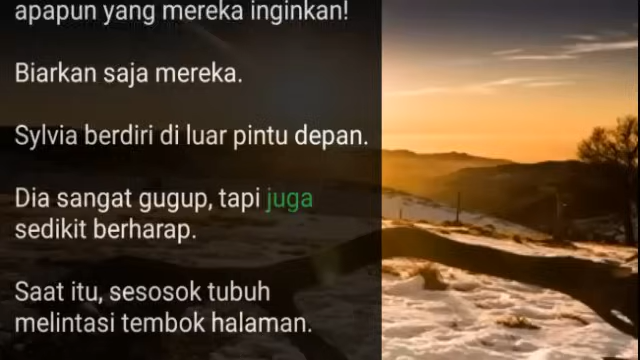 apapun yang mereka inginkan!
Biarkan saja mereka.
Sylvia berdiri di luar pintu depan.
Dia sangat gugup, tapi juga
sedikit berharap.
Saat itu, sesosok tubuh
melintasi tembok halaman.